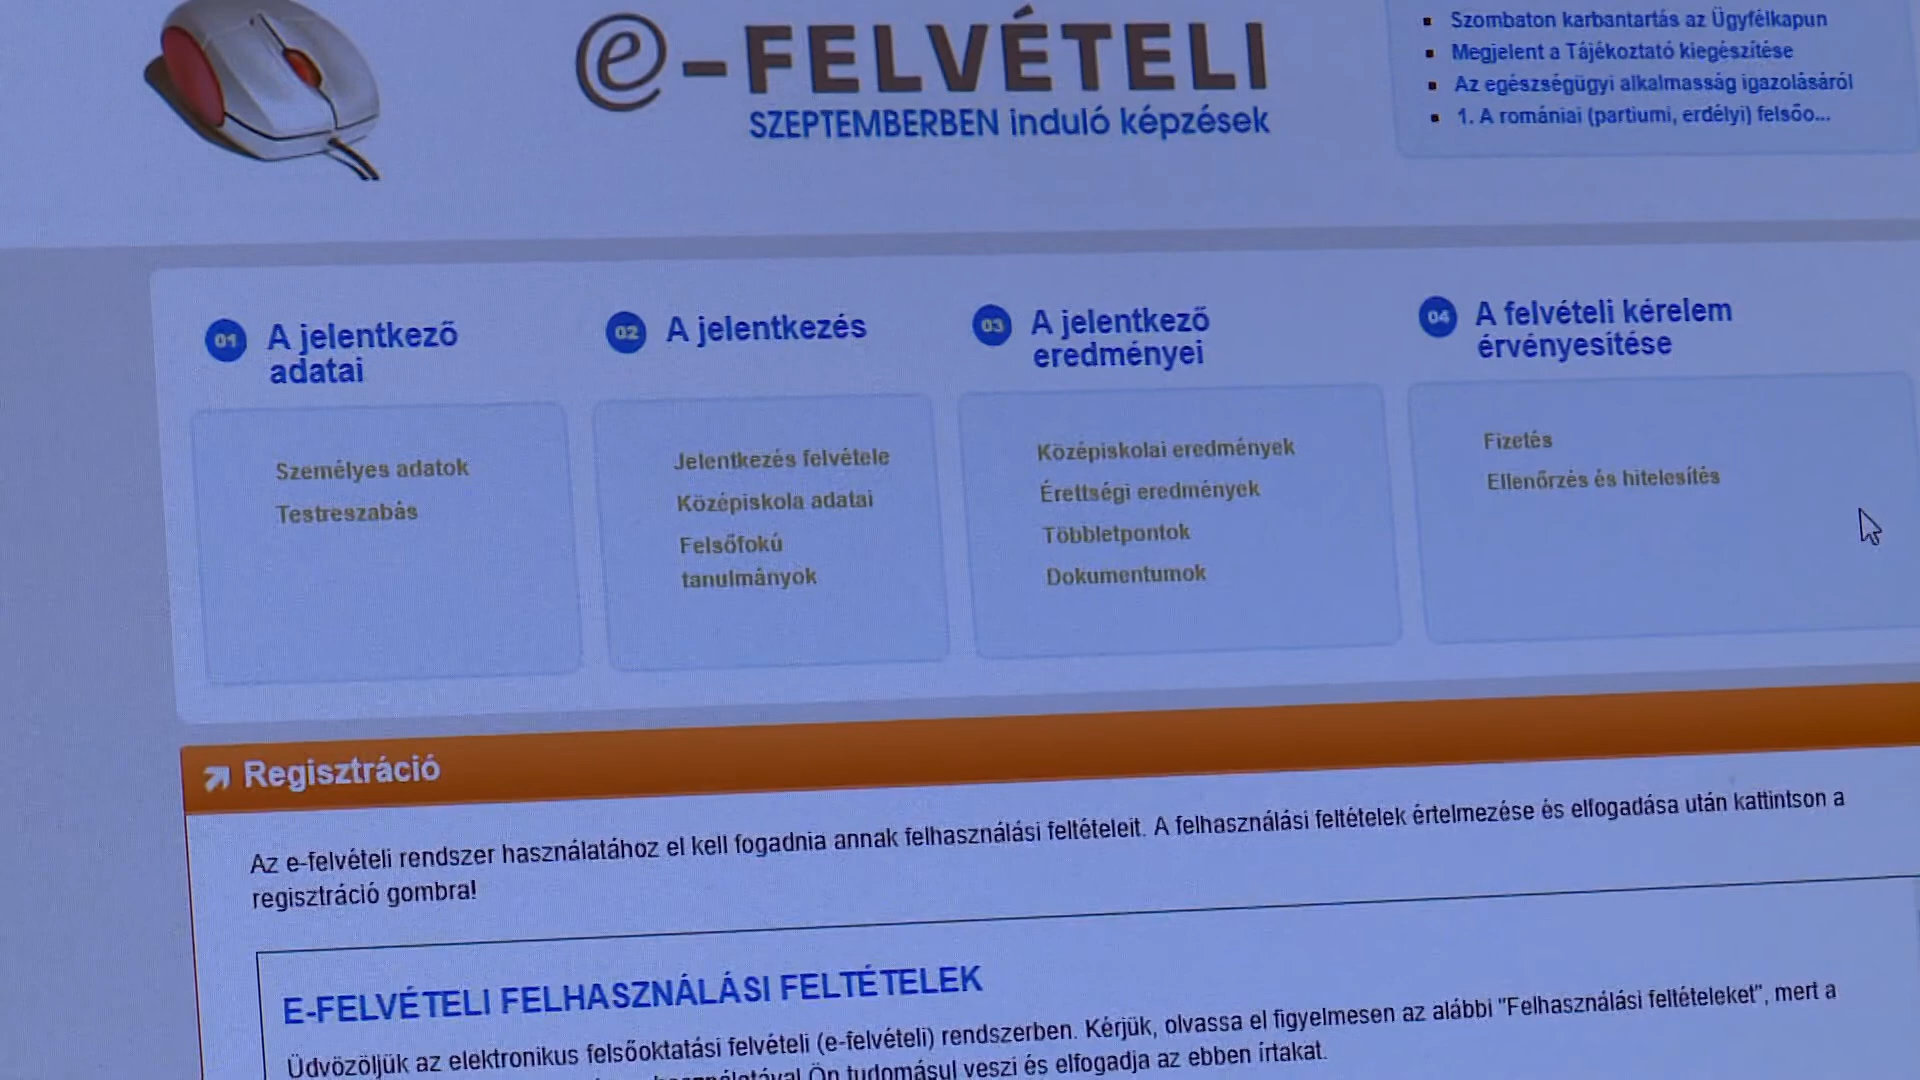 e-FELVÉTELI
SZEPTEMBERBEN induló képzések
Szombaton karbantartás az Ügyfélkapun
Megjelent a Tájékoztató kiegészítése
Az egészségügyi alkalmasság igazolásáról
1. A romániai (partiumi, erdélyi) felsőo...
01 A jelentkező
adatai
Személyes adatok
Testreszabás
02 A jelentkezés
Jelentkezés felvétele
Középiskola adatai
Felsőfokú
tanulmányok
03 A jelentkező
eredményei
Középiskolai eredmények
Érettségi eredmények
Többletpontok
Dokumentumok
04 A felvételi kérelem
érvényesítése
Fizetés
Ellenőrzés és hitelesítés
Regisztráció
Az e-felvételi rendszer használatához el kell fogadnia annak felhasználási feltételeit. A felhasználási feltételek értelmezése és elfogadása után kattintson a
regisztráció gombra!
E-FELVÉTELI FELHASZNÁLÁSI FELTÉTELEK
Üdvözöljük az elektronikus felsőoktatási felvételi (e-felvételi) rendszerben. Kérjük, olvassa el figyelmesen az alábbi "Felhasználási feltételeket", mert a
Ön tudomásul veszi és elfogadja az ebben írtakat.